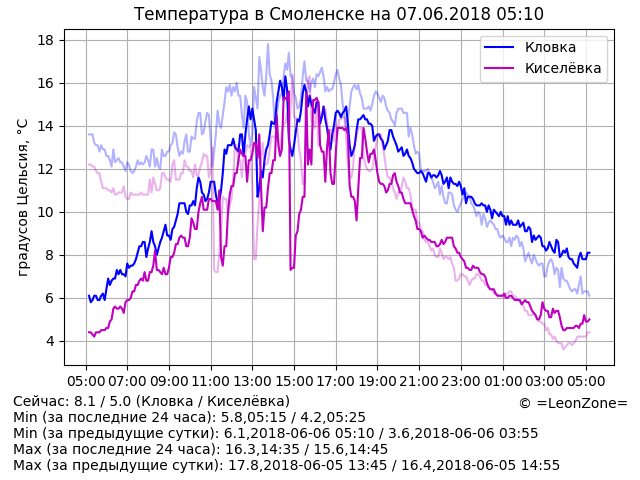 Температура в Смоленске на 07.06.2018 05:10
18
16
14
12
10
8
6
4
градусов Цельсия, °C
Кловка
Киселёвка
05:00 07:00 09:00 11:00 13:00 15:00 17:00 19:00 21:00 23:00 01:00 03:00 05:00
Сейчас: 8.1 / 5.0 (Кловка / Киселёвка)
© =LeonZone=
Min (за последние 24 часа): 5.8,05:15 / 4.2,05:25
Min (за предыдущие сутки): 6.1,2018-06-06 05:10 / 3.6,2018-06-06 03:55
Max (за последние 24 часа): 16.3,14:35 / 15.6,14:45
Max (за предыдущие сутки): 17.8,2018-06-05 13:45 / 16.4,2018-06-05 14:55